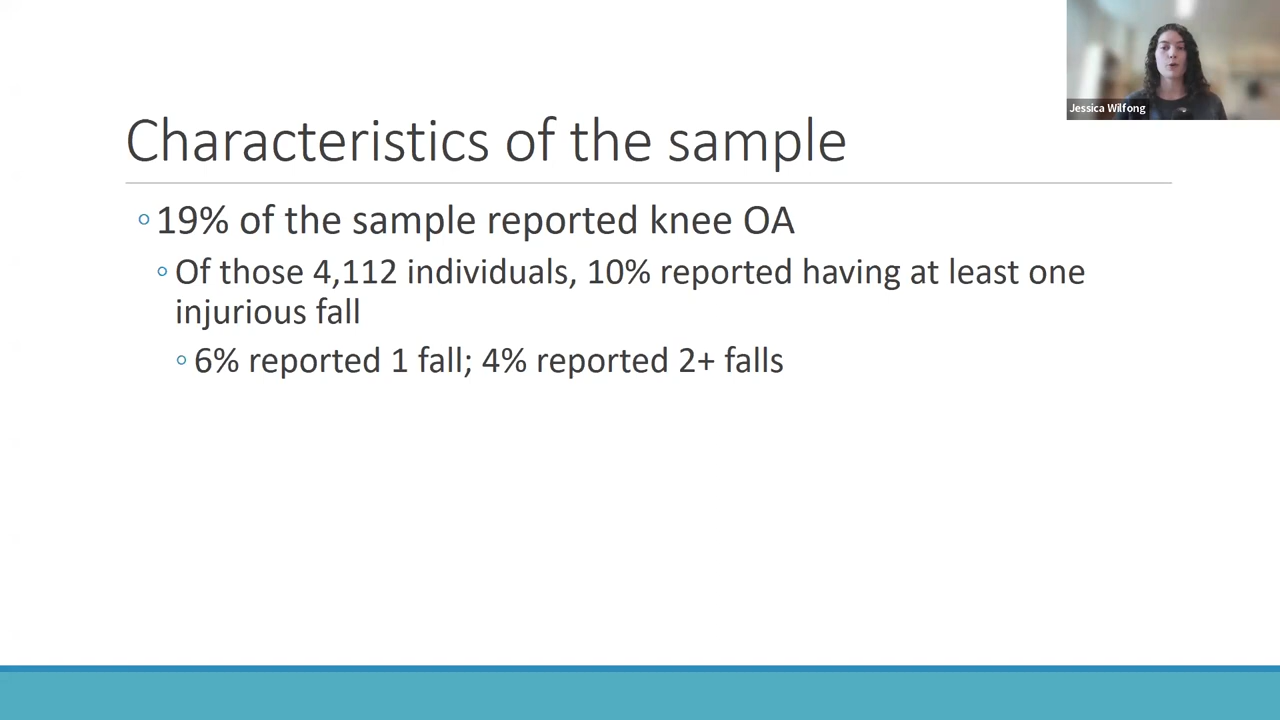 Jessica Wilfong
Characteristics of the sample
19% of the sample reported knee OA
Of those 4,112 individuals, 10% reported having at least one
injurious fall
6% reported 1 fall; 4% reported 2+ falls